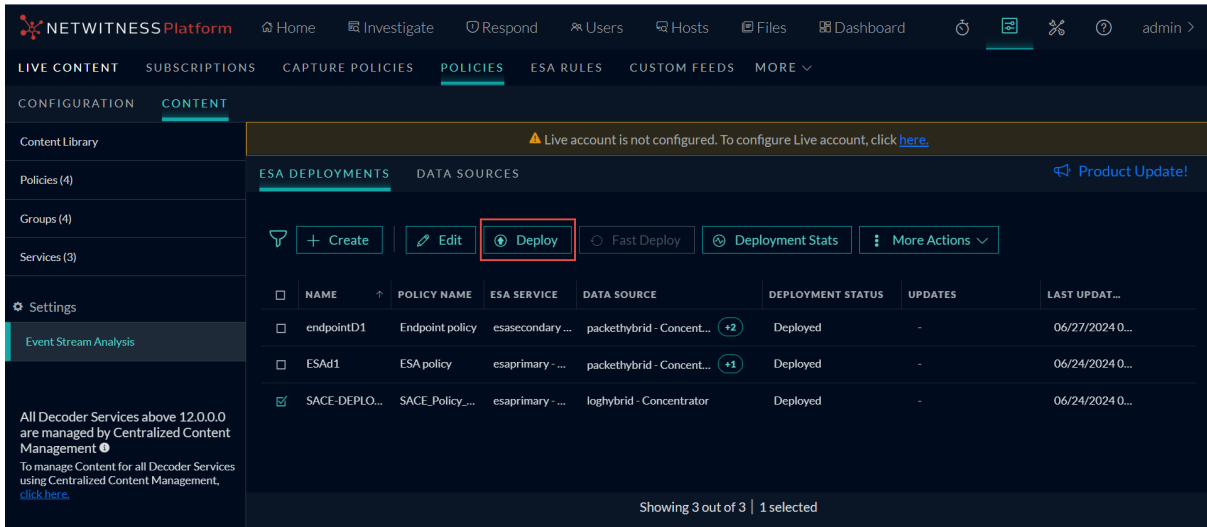 NETWITNESS Platform Home Investigate Respond Users Hosts Files Dashboard admin >
LIVE CONTENT SUBSCRIPTIONS CAPTURE POLICIES POLICIES ESA RULES CUSTOM FEEDS MORE
CONFIGURATION CONTENT
Content Library
Live account is not configured. To configure Live account, click here.
Policies (4)
ESA DEPLOYMENTS DATA SOURCES Product Update!
Groups (4)
+ Create Edit Deploy Fast Deploy Deployment Stats More Actions
Services (3)
NAME ↑ POLICY NAME ESA SERVICE DATA SOURCE DEPLOYMENT STATUS UPDATES LAST UPDAT...
Settings
endpointD1 Endpoint policy esasecondary ... packethybrid - Concent... +2 Deployed - 06/27/2024 0...
Event Stream Analysis
ESAd1 ESA policy esaprimary - ... packethybrid - Concent... +1 Deployed - 06/24/2024 0...
SACE-DEPLO... SACE_Policy_... esaprimary - ... loghybrid - Concentrator Deployed - 06/24/2024 0...
All Decoder Services above 12.0.0.0
are managed by Centralized Content
Management
To manage Content for all Decoder Services
using Centralized Content Management,
click here.
Showing 3 out of 3 | 1 selected